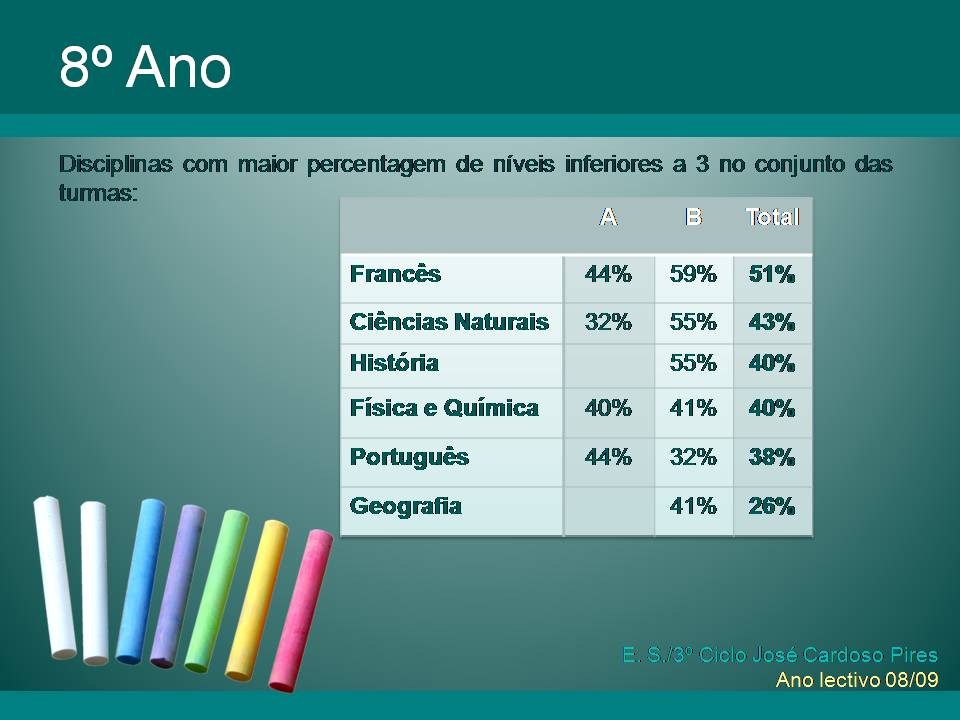 8º Ano
Disciplinas com maior percentagem de níveis inferiores a 3 no conjunto das
turmas:
A B Total
Francês 44% 59% 51%
Ciências Naturais 32% 55% 43%
História 55% 40%
Física e Química 40% 41% 40%
Português 44% 32% 38%
Geografia 41% 26%
E. S./3º Ciclo José Cardoso Pires
Ano lectivo 08/09